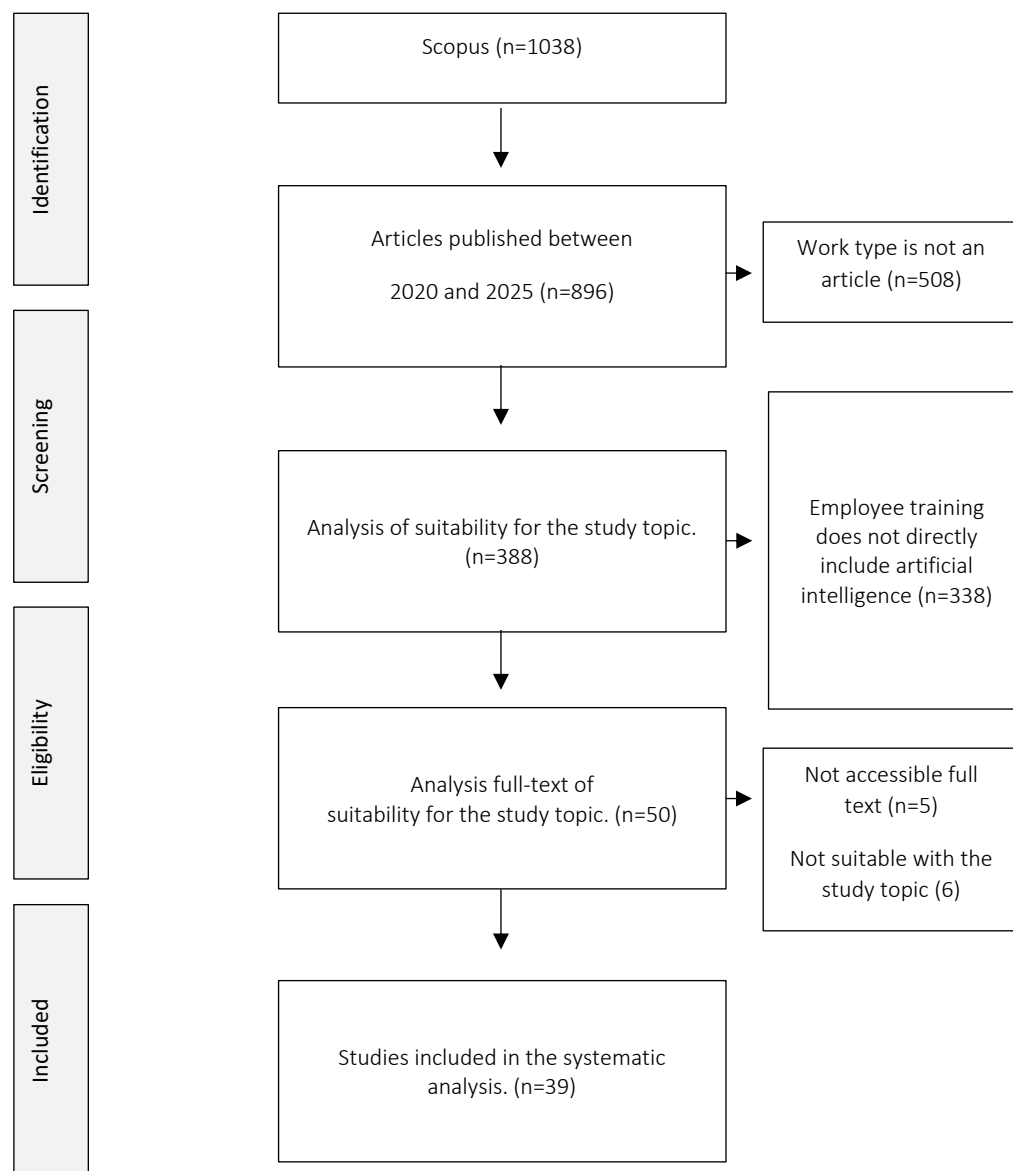 Identification
Scopus (n=1038)
Articles published between
2020 and 2025 (n=896)
Work type is not an
article (n=508)
Screening
Analysis of suitability for the study topic.
(n=388)
Employee training
does not directly
include artificial
intelligence (n=338)
Eligibility
Analysis full-text of
suitability for the study topic. (n=50)
Not accessible full
text (n=5)
Not suitable with the
study topic (6)
Included
Studies included in the systematic
analysis. (n=39)